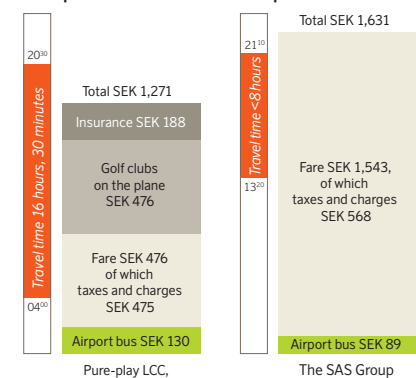 Total SEK 1,631
21¹⁰
20³⁰
Total SEK 1,271
Insurance SEK 188
Golf clubs
on the plane
SEK 476
Travel time 16 hours, 30 minutes
Travel time <8 hours
13²⁰
Fare SEK 1,543,
of which
taxes and charges
SEK 568
Fare SEK 476
of which
taxes and charges
SEK 475
04⁰⁰
Airport bus SEK 130
Airport bus SEK 89
Pure-play LCC,
The SAS Group